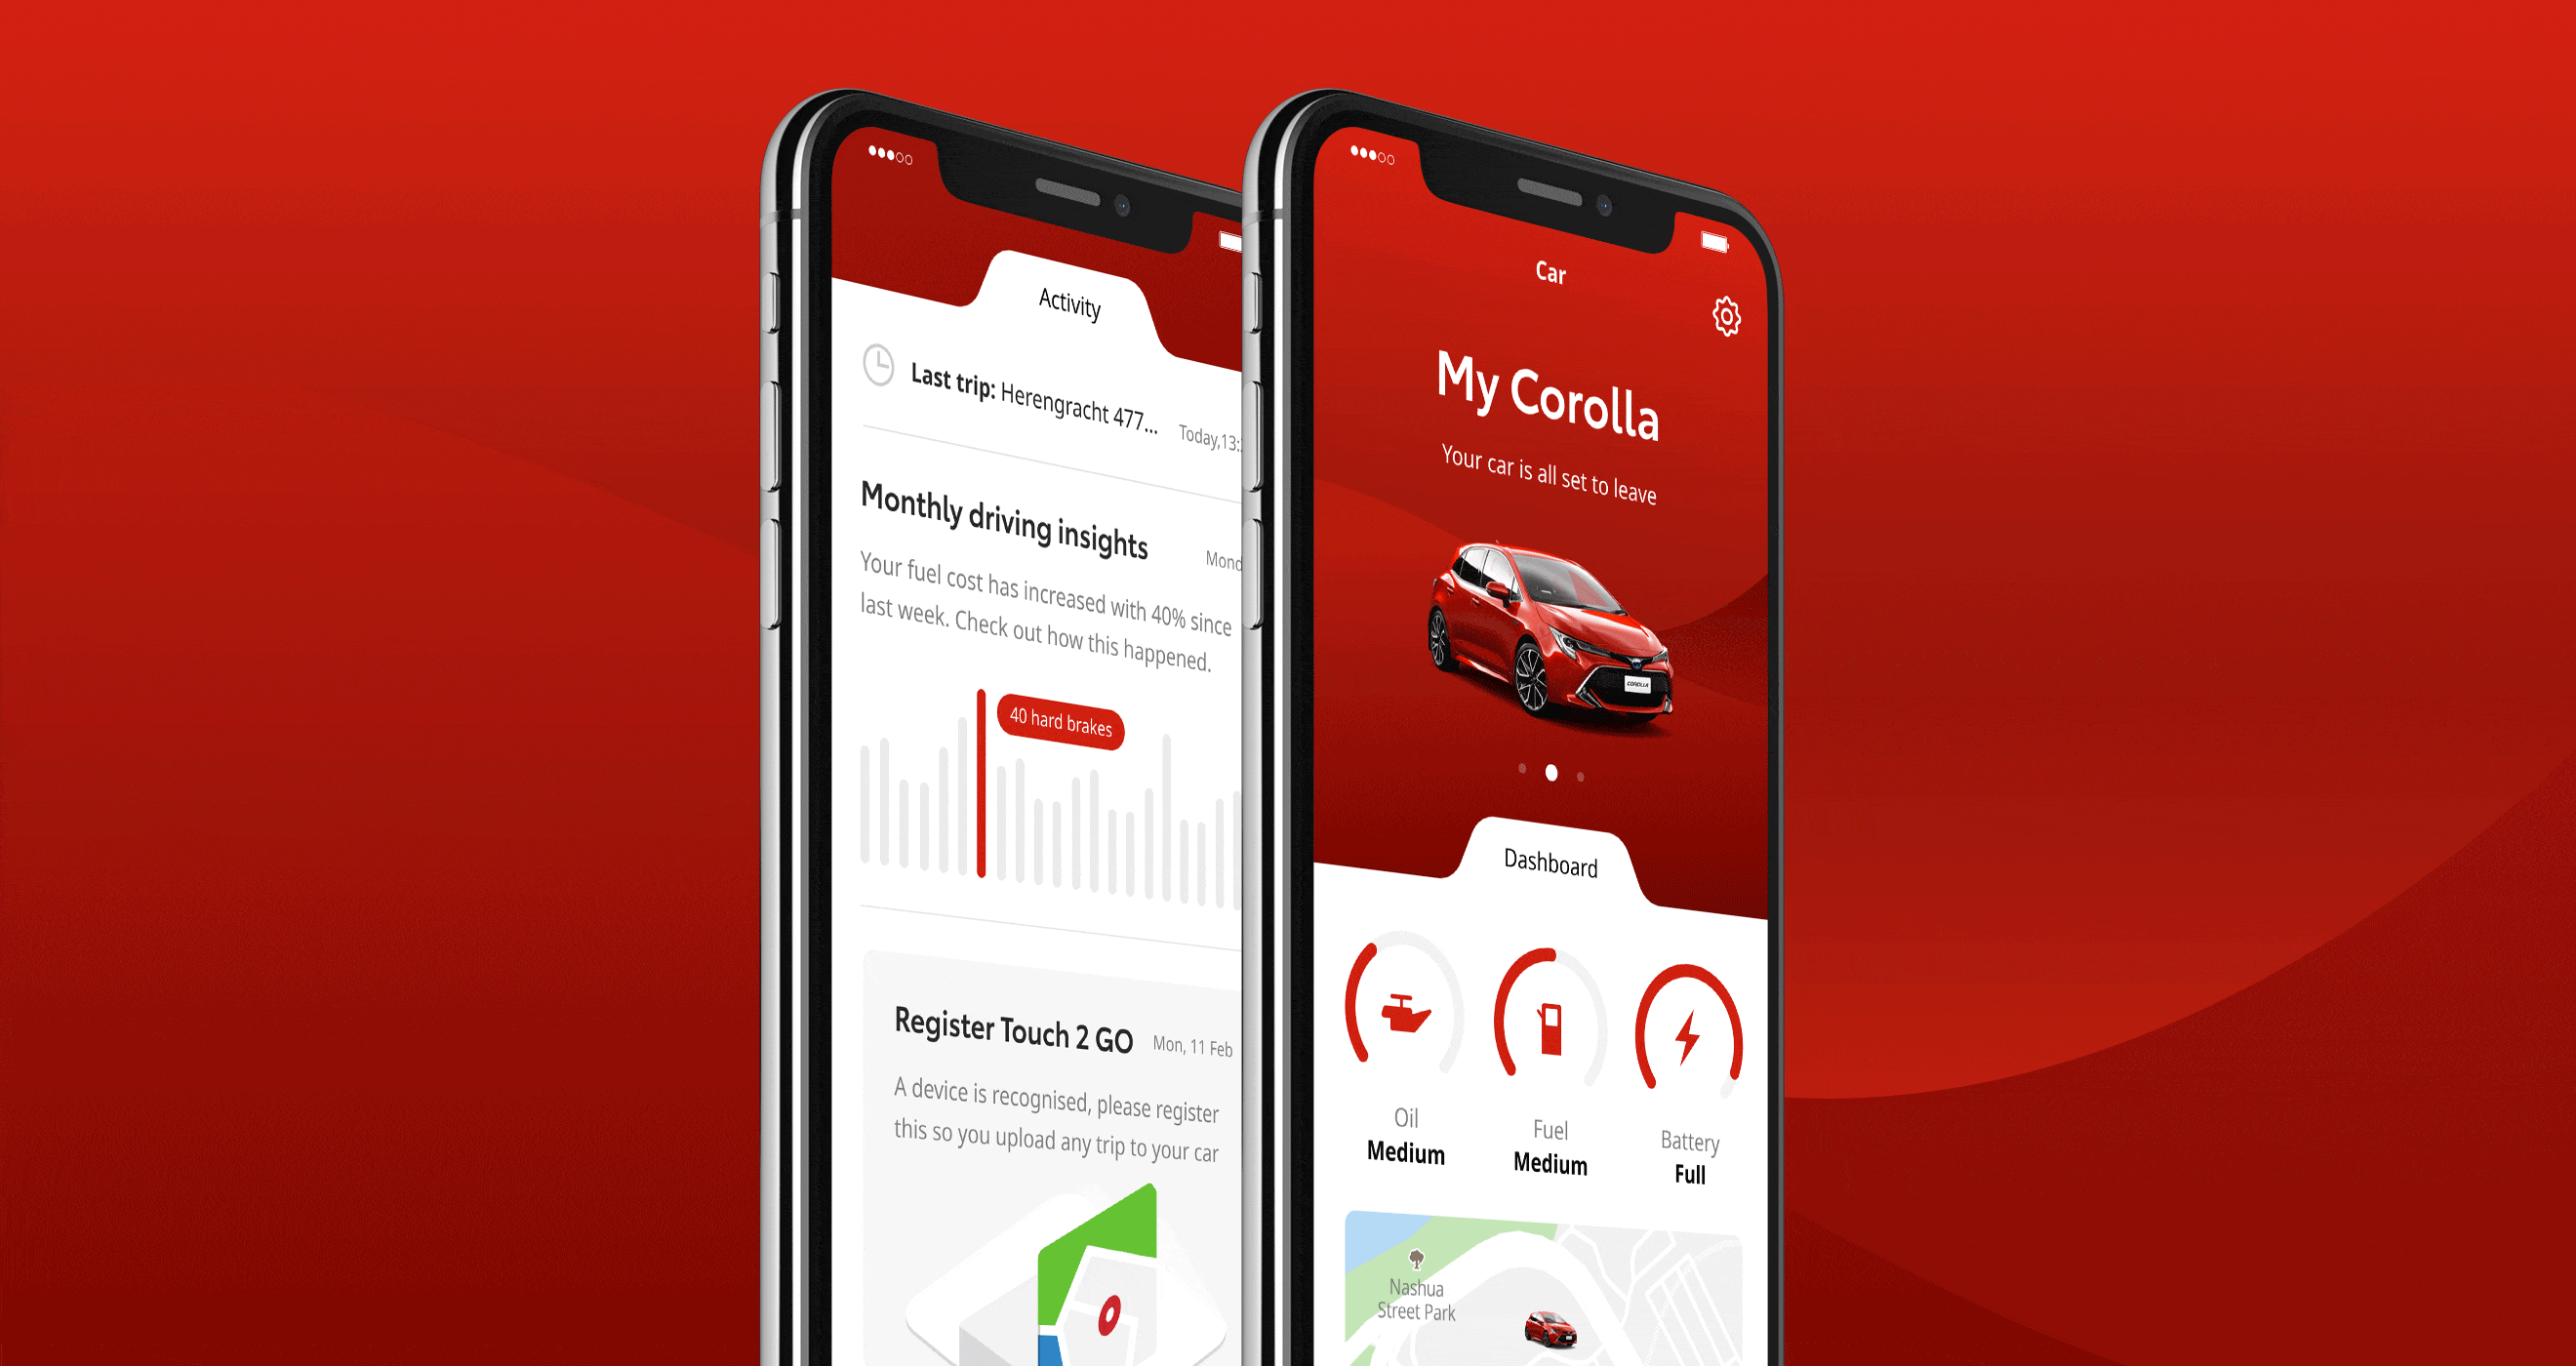 Activity
Last trip: Herengracht 477...
Today,13:
Monthly driving insights
Your fuel cost has increased with 40% since
last week. Check out how this happened.
40 hard brakes
Register Touch 2 GO
Mon, 11 Feb
A device is recognised, please register
this so you upload any trip to your car
Car
My Corolla
Your car is all set to leave
COROLLA
Dashboard
Oil
Medium
Fuel
Medium
Battery
Full
Nashua
Street Park